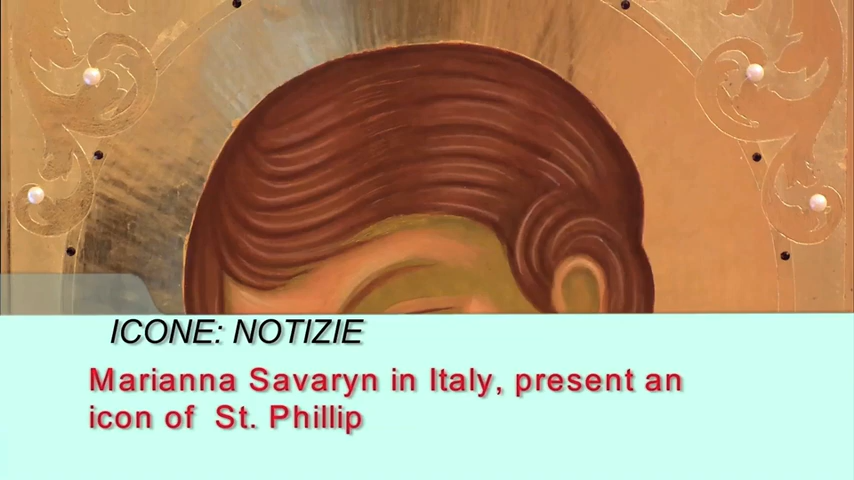 ICONE: NOTIZIE
Marianna Savaryn in Italy, present an
icon of  St. Phillip